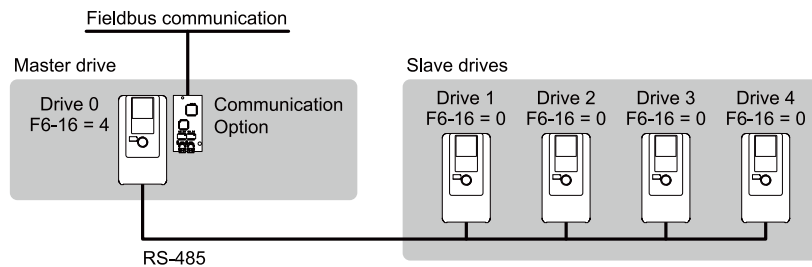 Fieldbus communication
Master drive
Drive 0
F6-16 = 4
Communication
Option
Slave drives
Drive 1
F6-16 = 0
Drive 2
F6-16 = 0
Drive 3
F6-16 = 0
Drive 4
F6-16 = 0
RS-485